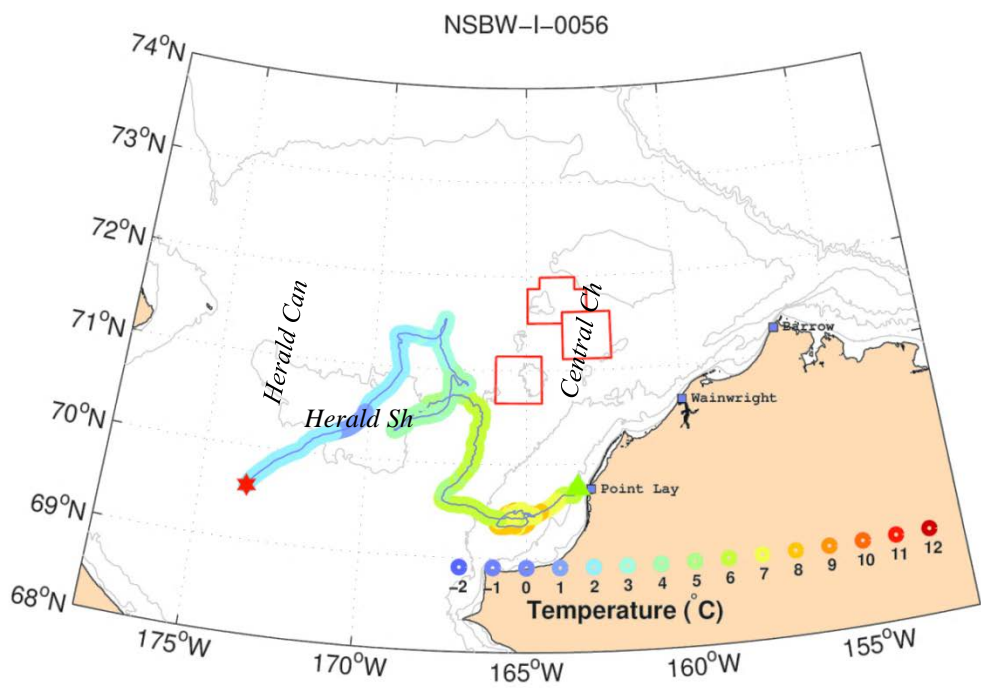 NSBW-I-0056
74°N
73°N
72°N
71°N
70°N
69°N
68°N
Herald Can
Central Ch
Herald Sh
Barrow
Wainwright
Point Lay
-2 -1 0 1 2 3 4 5 6 7 8 9 10 11 12
Temperature (°C)
175°W 170°W 165°W 160°W 155°W